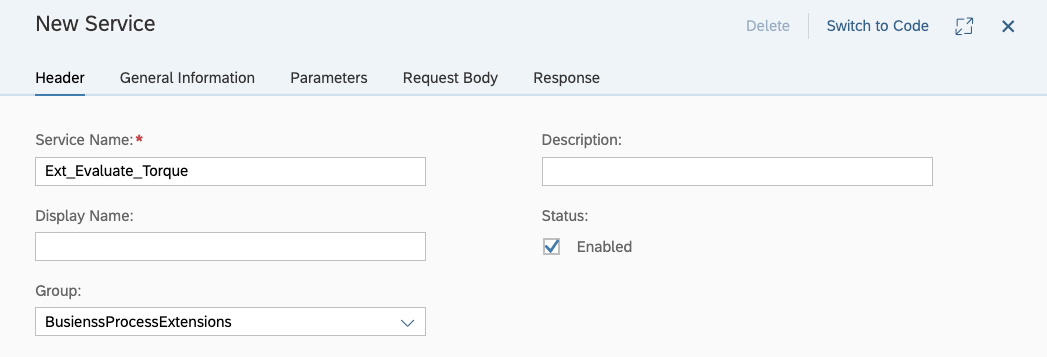 New Service
Delete Switch to Code
Header General Information Parameters Request Body Response
Service Name:* Description:
Ext_Evaluate_Torque
Display Name: Status:
Enabled
Group:
BusienssProcessExtensions